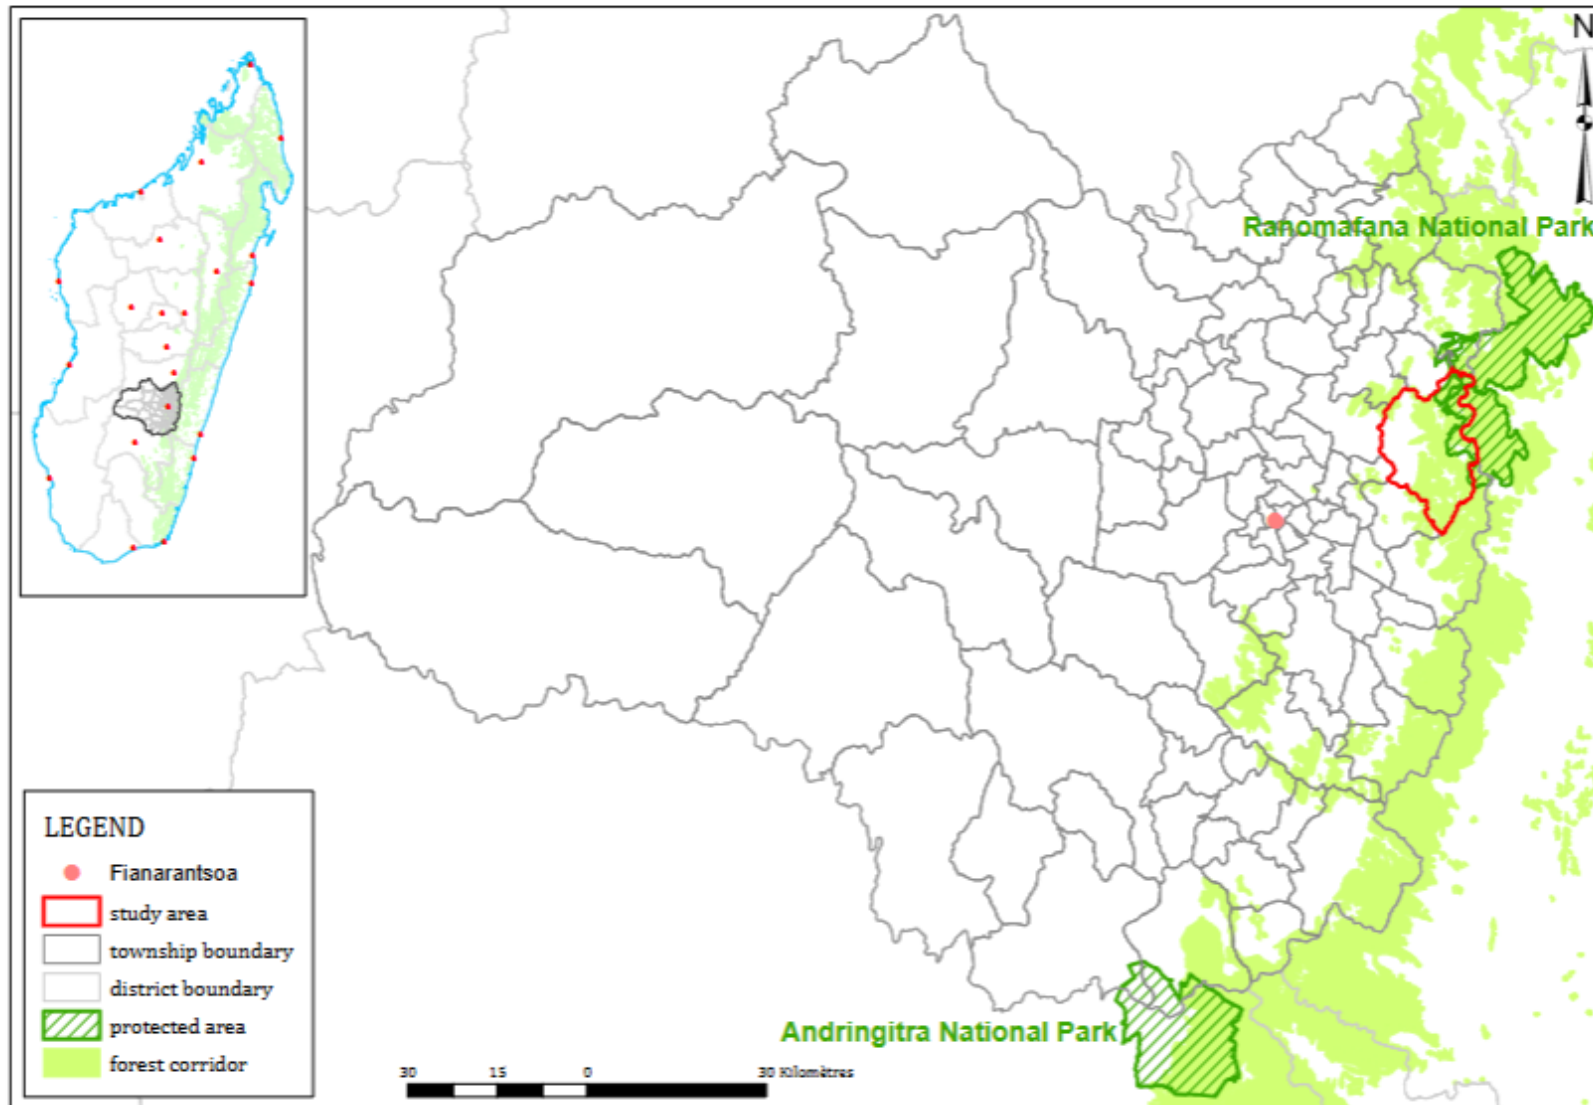 N
Ranomafana National Park
LEGEND
Fianarantsoa
study area
township boundary
district boundary
protected area
forest corridor
Andringitra National Park
30 15 0 30 Kilomètres